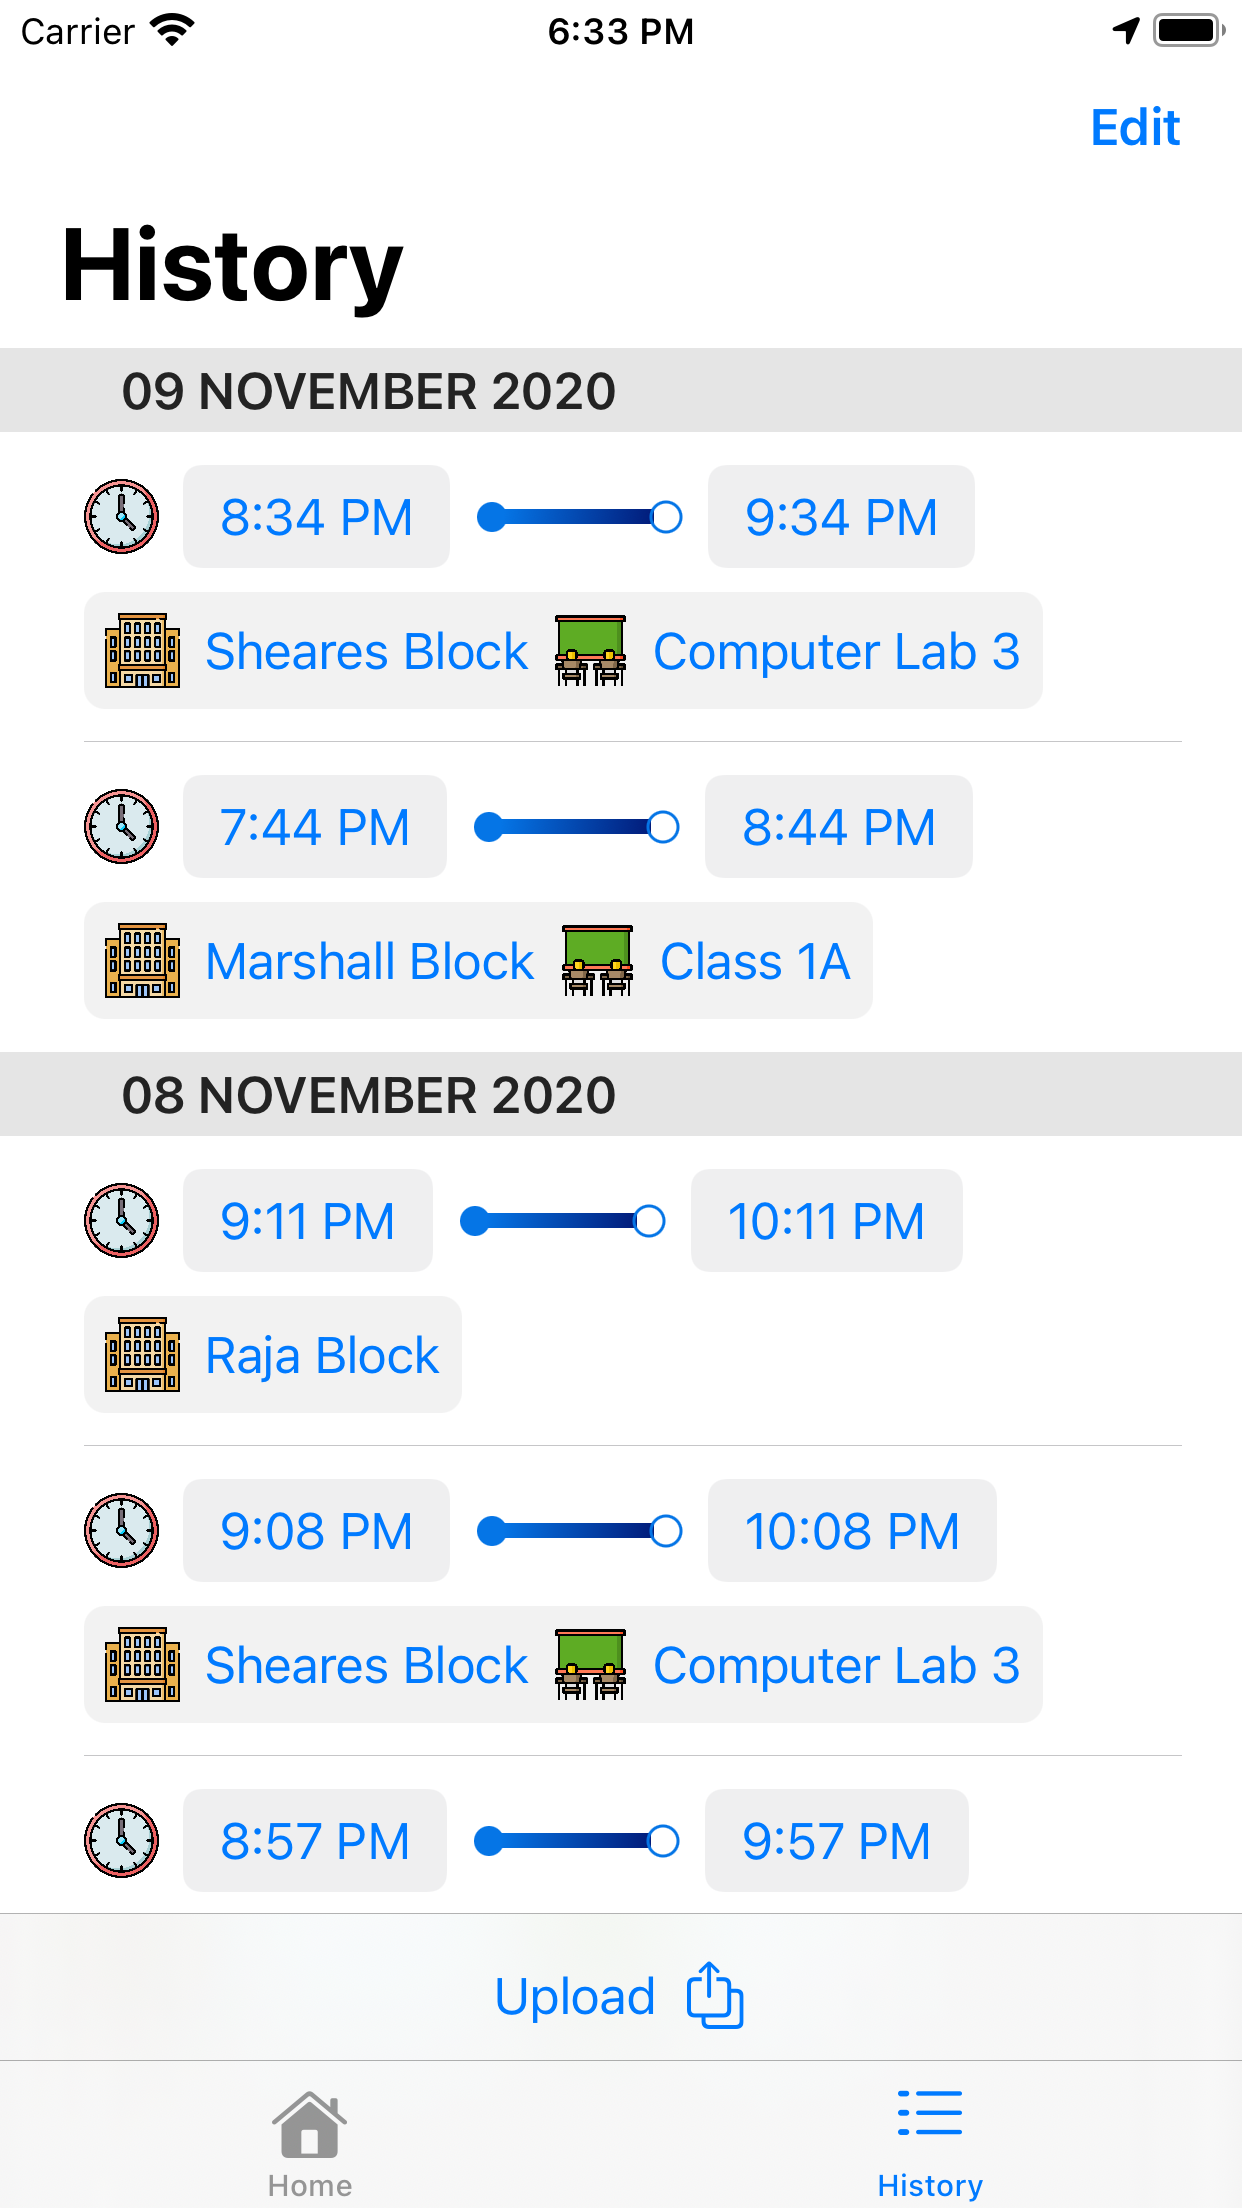 Carrier 6:33 PM
Edit
History
09 NOVEMBER 2020
8:34 PM 9:34 PM
Sheares Block Computer Lab 3
7:44 PM 8:44 PM
Marshall Block Class 1A
08 NOVEMBER 2020
9:11 PM 10:11 PM
Raja Block
9:08 PM 10:08 PM
Sheares Block Computer Lab 3
8:57 PM 9:57 PM
Upload
Home History